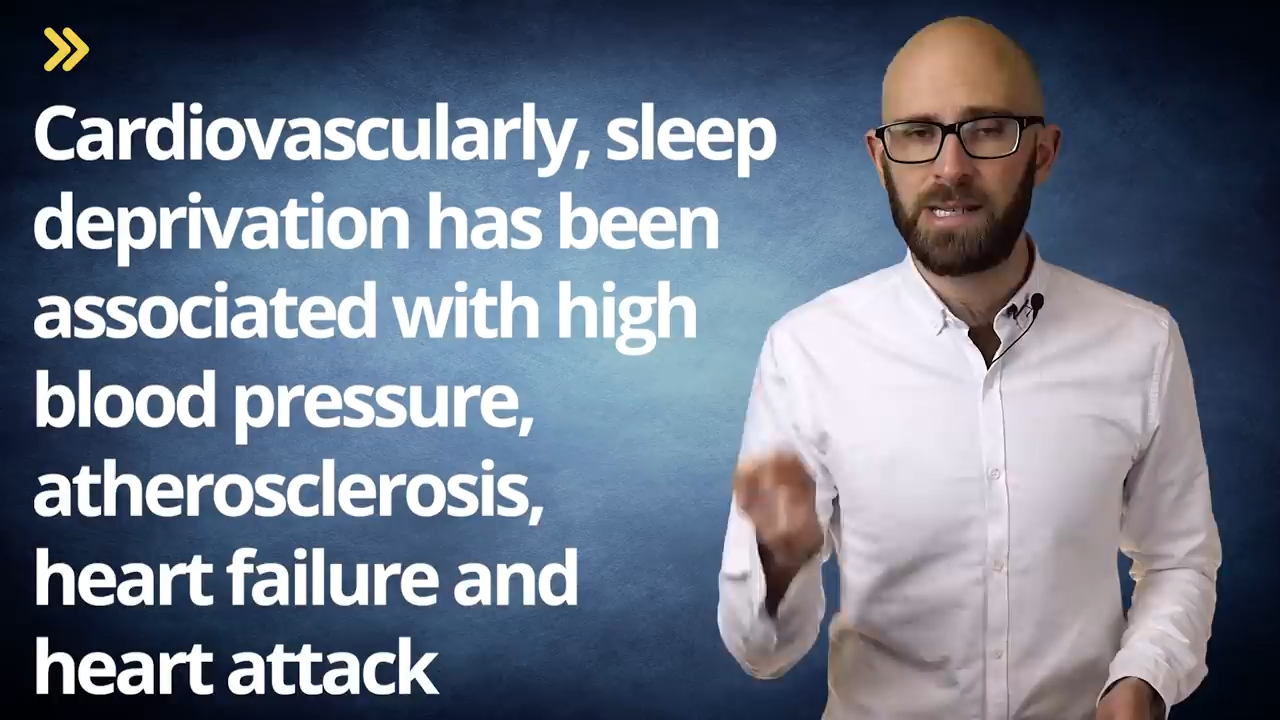 Cardiovascularly, sleep
deprivation has been
associated with high
blood pressure,
atherosclerosis,
heart failure and
heart attack